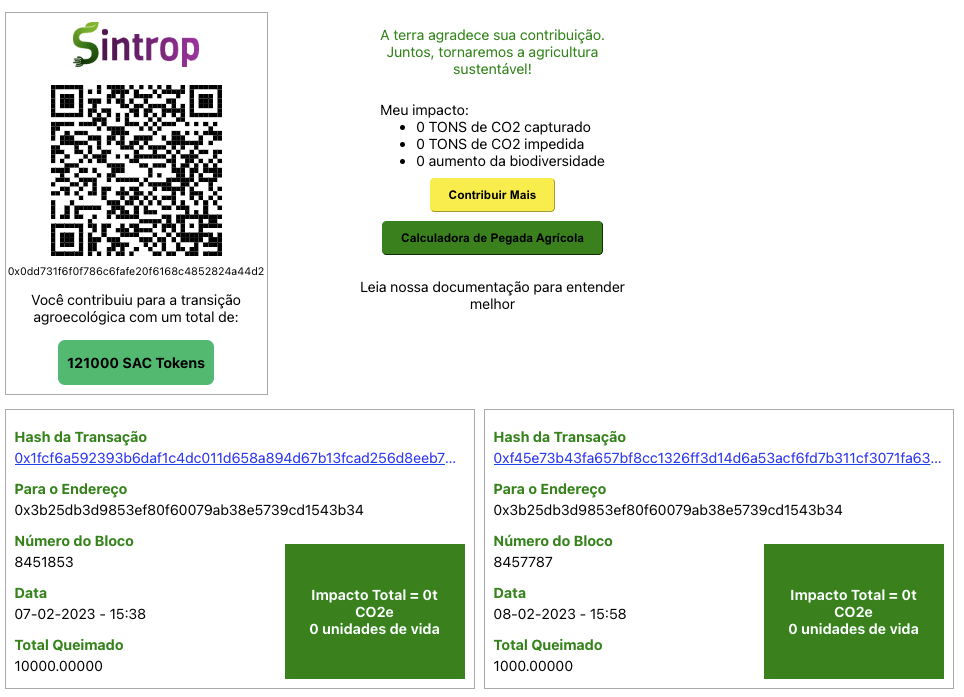 Sintrop
0x0dd731f6f0f786c6fafe20f6168c4852824a44d2
Você contribuiu para a transição
agroecológica com um total de:
121000 SAC Tokens
A terra agradece sua contribuição.
Juntos, tornaremos a agricultura
sustentável!
Meu impacto:
• 0 TONS de CO2 capturado
• 0 TONS de CO2 impedida
• 0 aumento da biodiversidade
Contribuir Mais
Calculadora de Pegada Agrícola
Leia nossa documentação para entender
melhor
Hash da Transação
0x1fcf6a592393b6daf1c4dc011d658a894d67b13fcad256d8eeb7...
Para o Endereço
0x3b25db3d9853ef80f60079ab38e5739cd1543b34
Número do Bloco
8451853
Data
07-02-2023 - 15:38
Total Queimado
10000.00000
Impacto Total = 0t
CO2e
0 unidades de vida
Hash da Transação
0xf45e73b43fa657bf8cc1326ff3d14d6a53acf6fd7b311cf3071fa63...
Para o Endereço
0x3b25db3d9853ef80f60079ab38e5739cd1543b34
Número do Bloco
8457787
Data
08-02-2023 - 15:58
Total Queimado
1000.00000
Impacto Total = 0t
CO2e
0 unidades de vida